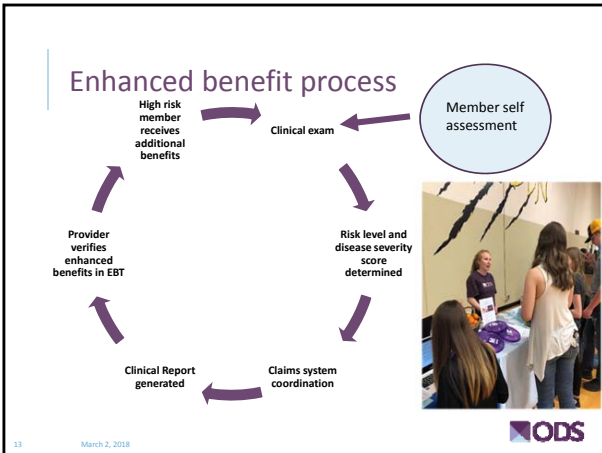 Enhanced benefit process
High risk
member
receives
additional
benefits
Clinical exam
Member self
assessment
Risk level and
disease severity
score
determined
Claims system
coordination
Clinical Report
generated
Provider
verifies
enhanced
benefits in EBT
13
March 2, 2018
ODS